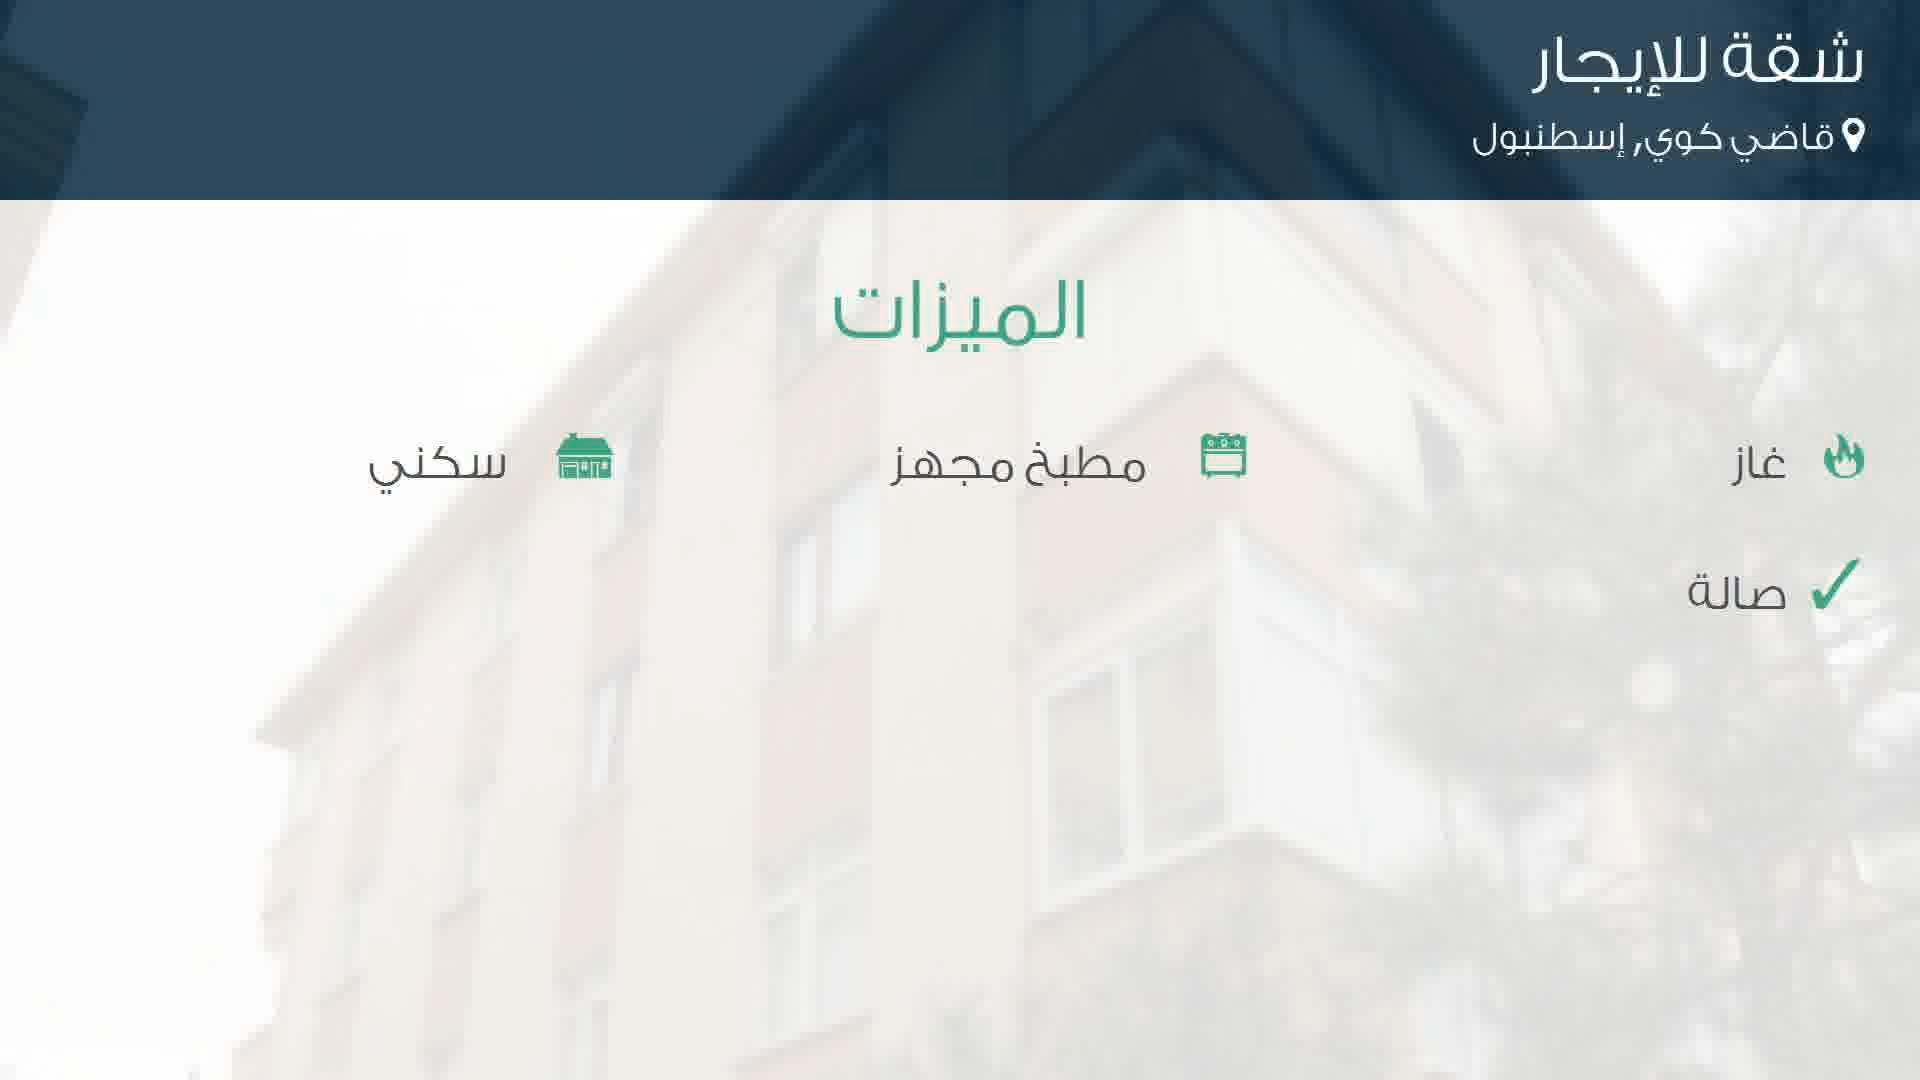 شقة للإيجار
قاضي كوي, إسطنبول
الميزات
غاز
مطبخ مجهز
سكني
صالة